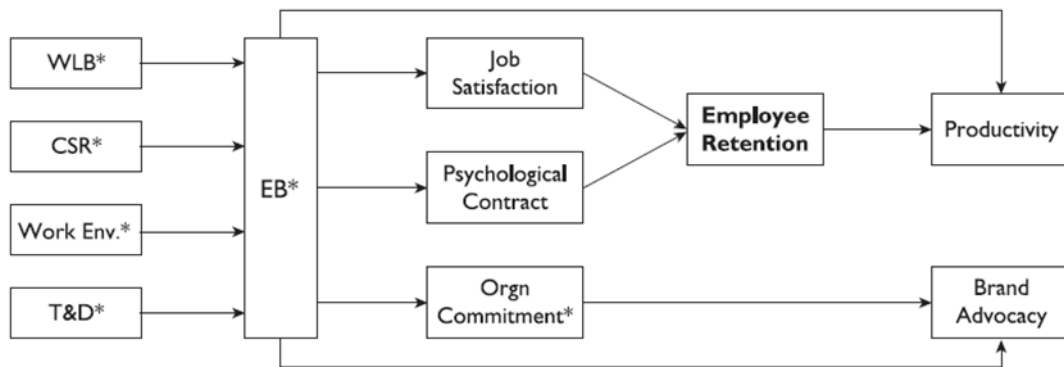 WLB*
CSR*
Work Env.*
T&D*
EB*
Job
Satisfaction
Psychological
Contract
Orgn
Commitment*
Employee
Retention
Productivity
Brand
Advocacy